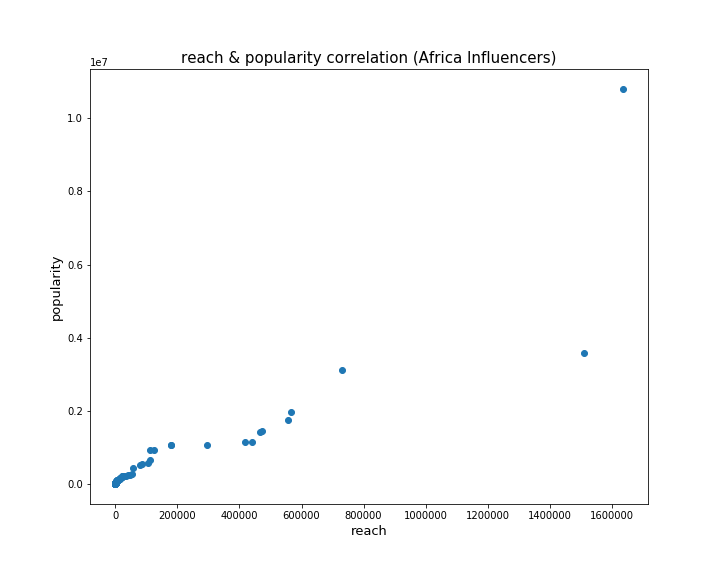 reach & popularity correlation (Africa Influencers)
1e7
1.0
0.8
0.6
0.4
0.2
0.0
popularity
0 200000 400000 600000 800000 1000000 1200000 1400000 1600000
reach